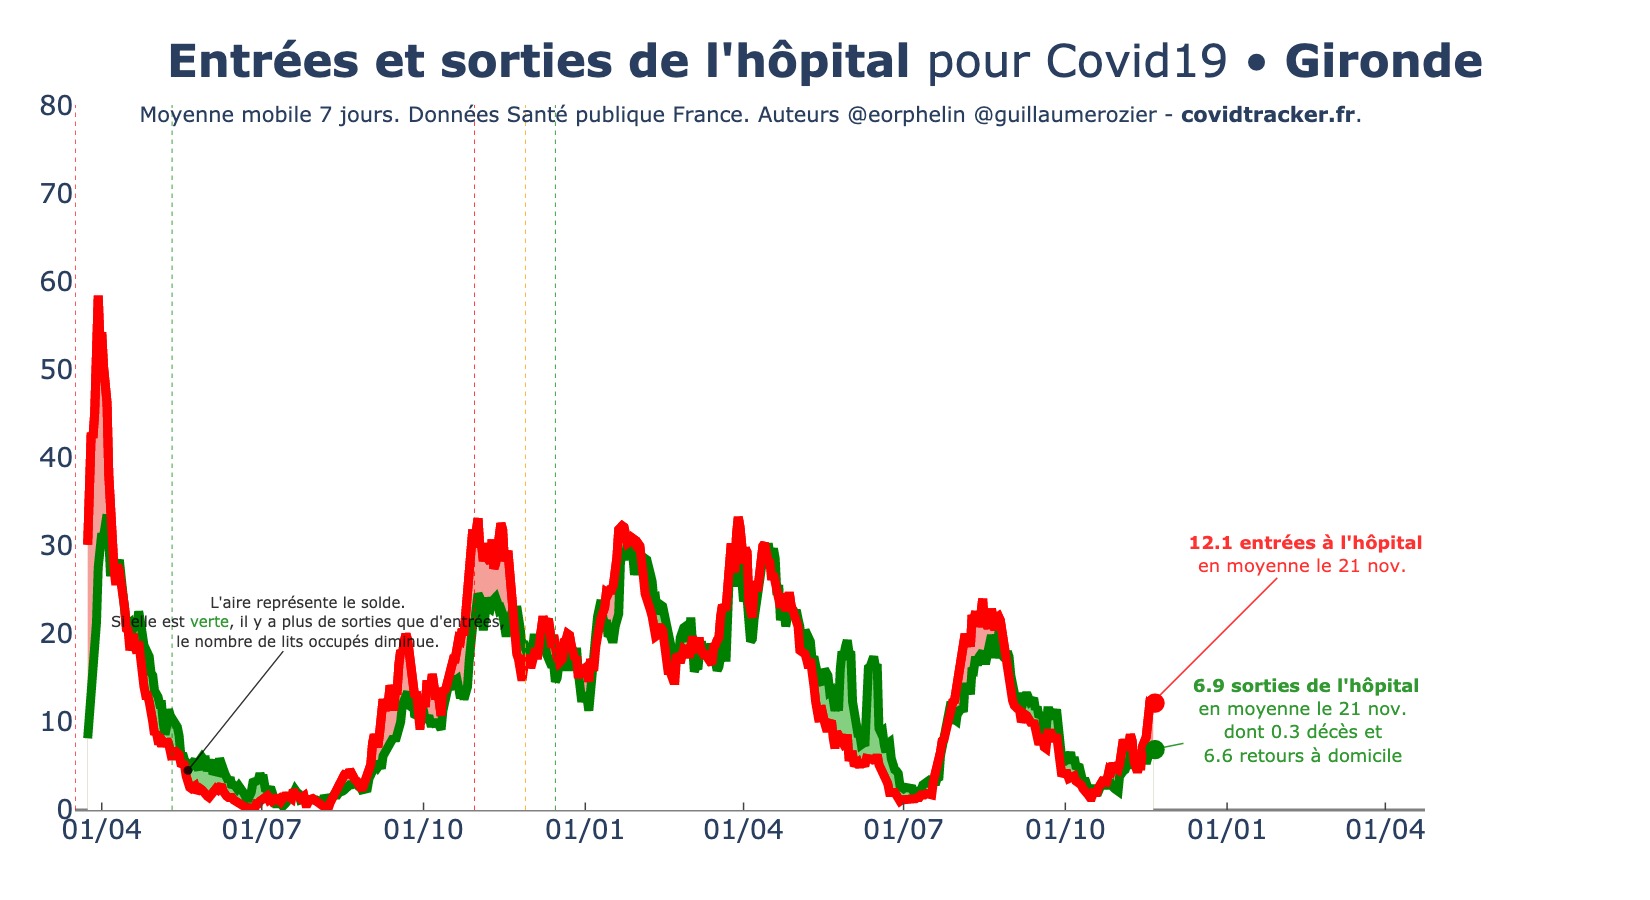 Entrées et sorties de l'hôpital pour Covid19 • Gironde
Moyenne mobile 7 jours. Données Santé publique France. Auteurs @eorphelin @guillaumerozier - covidtracker.fr.
80
70
60
50
40
30
20
10
0
L'aire représente le solde.
Si elle est verte, il y a plus de sorties que d'entrées,
le nombre de lits occupés diminue.
12.1 entrées à l'hôpital
en moyenne le 21 nov.
6.9 sorties de l'hôpital
en moyenne le 21 nov.
dont 0.3 décès et
6.6 retours à domicile
01/04 01/07 01/10 01/01 01/04 01/07 01/10 01/01 01/04